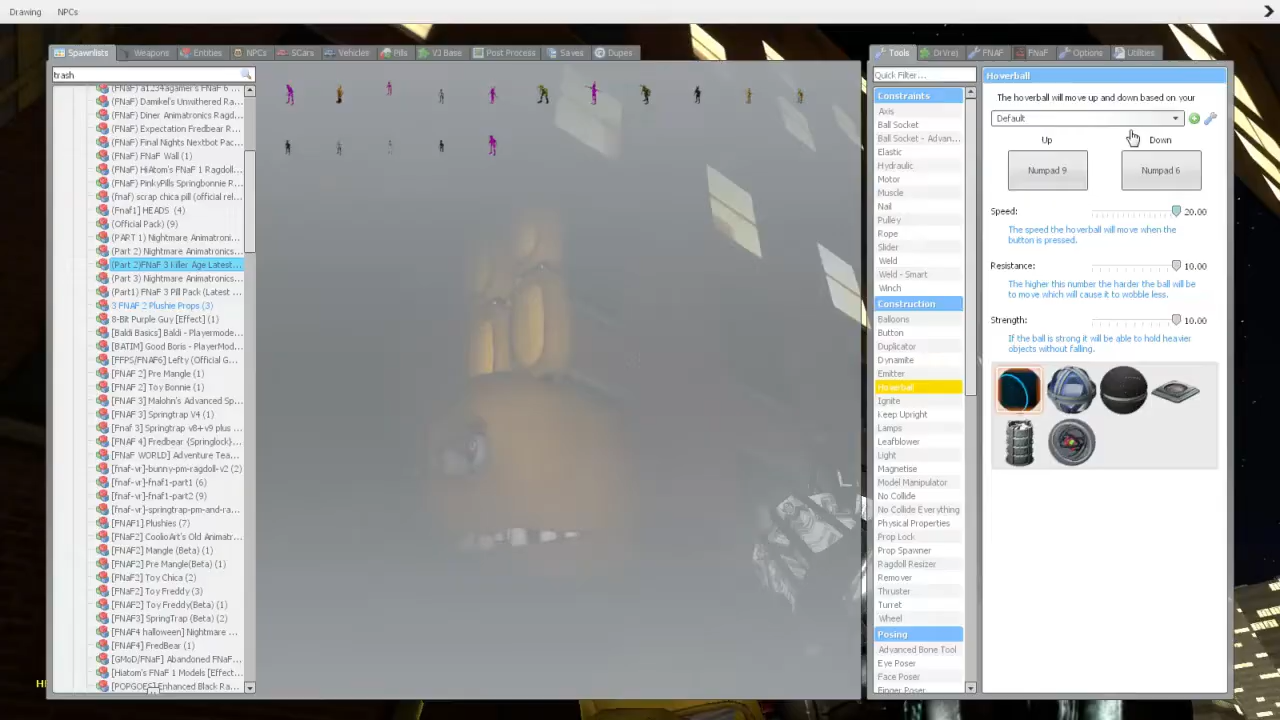 Drawing NPCs
Spawnlists Weapons Entities NPCs SCars Vehicles Pills VJ Base Post Process Saves Dupes
trash
(FNaF) a1234agamer's FNaF 6 ...
(FNaF) Damikel's Unwithered Ra...
(FNaF) Diner Animatronics Ragd...
(FNaF) Expectation Fredbear R...
(FNaF) Final Nights Nextbot Pac...
(FNaF) FNaF Wall (1)
(FNaF) HiAtom's FNaF 1 Ragdoll...
(FNaF) PinkyPills Springbonnie R...
(fnaf) scrap chica pill (official rel...
(Fnaf1] HEADS (4)
(Official Pack) (9)
(PART 1) Nightmare Animatroni...
(Part 2) Nightmare Animatronics...
(Part 2)FNaF 3 Killer Age Latest...
(Part 3) Nightmare Animatronics...
(Part1) FNaF 3 Pill Pack (Latest ...
3 FNAF 2 Plushie Props (3)
8-Bit Purple Guy [Effect] (1)
[Baldi Basics] Baldi - Playermode...
[BATIM] Good Boris - PlayerMod...
[FFPS/FNAF6] Lefty (Official G...
[FNAF 2] Pre Mangle (1)
[FNAF 2] Toy Bonnie (1)
[FNAF 3] Malohn's Advanced Sp...
[FNAF 3] Springtrap V4 (1)
[Fnaf 3] Springtrap v8+v9 plus ...
[FNAF 4] Fredbear {Springlock}...
[FNaF WORLD] Adventure Tea...
[fnaf-vr]-bunny-pm-ragdoll-v2 (2)
[fnaf-vr]-fnaf1-part1 (6)
[fnaf-vr]-fnaf1-part2 (9)
[fnaf-vr]-springtrap-pm-and-ra...
[FNAF1] Plushies (7)
[FNAF2] CoolioArt's Old Animatr...
[FNAF2] Mangle (Beta) (1)
[FNAF2] Pre Mangle(Beta) (1)
[FNaF2] Toy Chica (2)
[FNaF2] Toy Freddy (3)
[FNAF2] Toy Freddy(Beta) (1)
[FNAF3] SpringTrap (Beta) (2)
[FNAF4 halloween] Nightmare ...
[FNAF4] FredBear (1)
[GMoD/FNaF] Abandoned FNaF...
[Hiatom's FNaF 1 Models [Effect...
[POPGOES] Enhanced Black Ra...
Tools DrVrej FNAF FNaF Options Utilities
Quick Filter...
Constraints
Axis
Ball Socket
Ball Socket - Advan...
Elastic
Hydraulic
Motor
Muscle
Nail
Pulley
Rope
Slider
Weld
Weld - Smart
Winch
Construction
Balloons
Button
Duplicator
Dynamite
Emitter
Hoverball
Ignite
Keep Upright
Lamps
Leafblower
Light
Magnetise
Model Manipulator
No Collide
No Collide Everything
Physical Properties
Prop Lock
Prop Spawner
Ragdoll Resizer
Remover
Thruster
Turret
Wheel
Posing
Advanced Bone Tool
Eye Poser
Face Poser
Finger Poser
Hoverball
The hoverball will move up and down based on your
Default
Up Down
Numpad 9 Numpad 6
Speed: 20.00
The speed the hoverball will move when the
button is pressed.
Resistance: 10.00
The higher this number the harder the ball will be
to move which will cause it to wobble less.
Strength: 10.00
If the ball is strong it will be able to hold heavier
objects without falling.